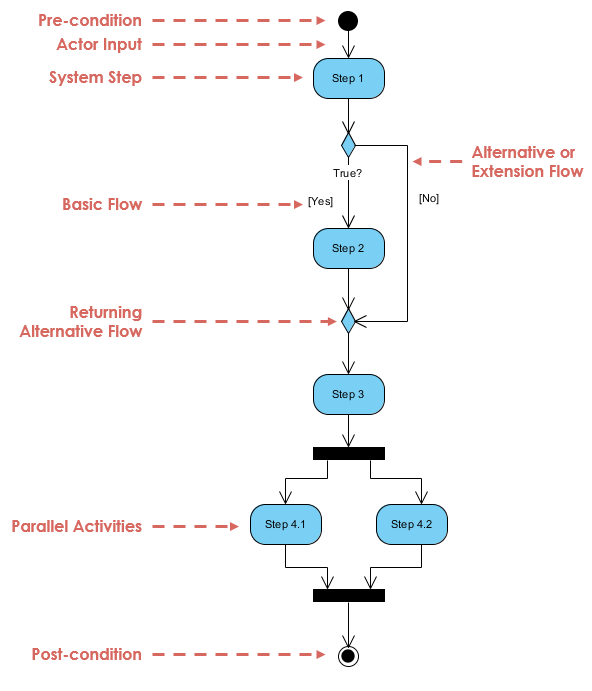 Pre-condition
Actor Input
System Step
Step 1
Alternative or
Extension Flow
True?
Basic Flow
[Yes]
[No]
Step 2
Returning
Alternative Flow
Step 3
Parallel Activities
Step 4.1
Step 4.2
Post-condition